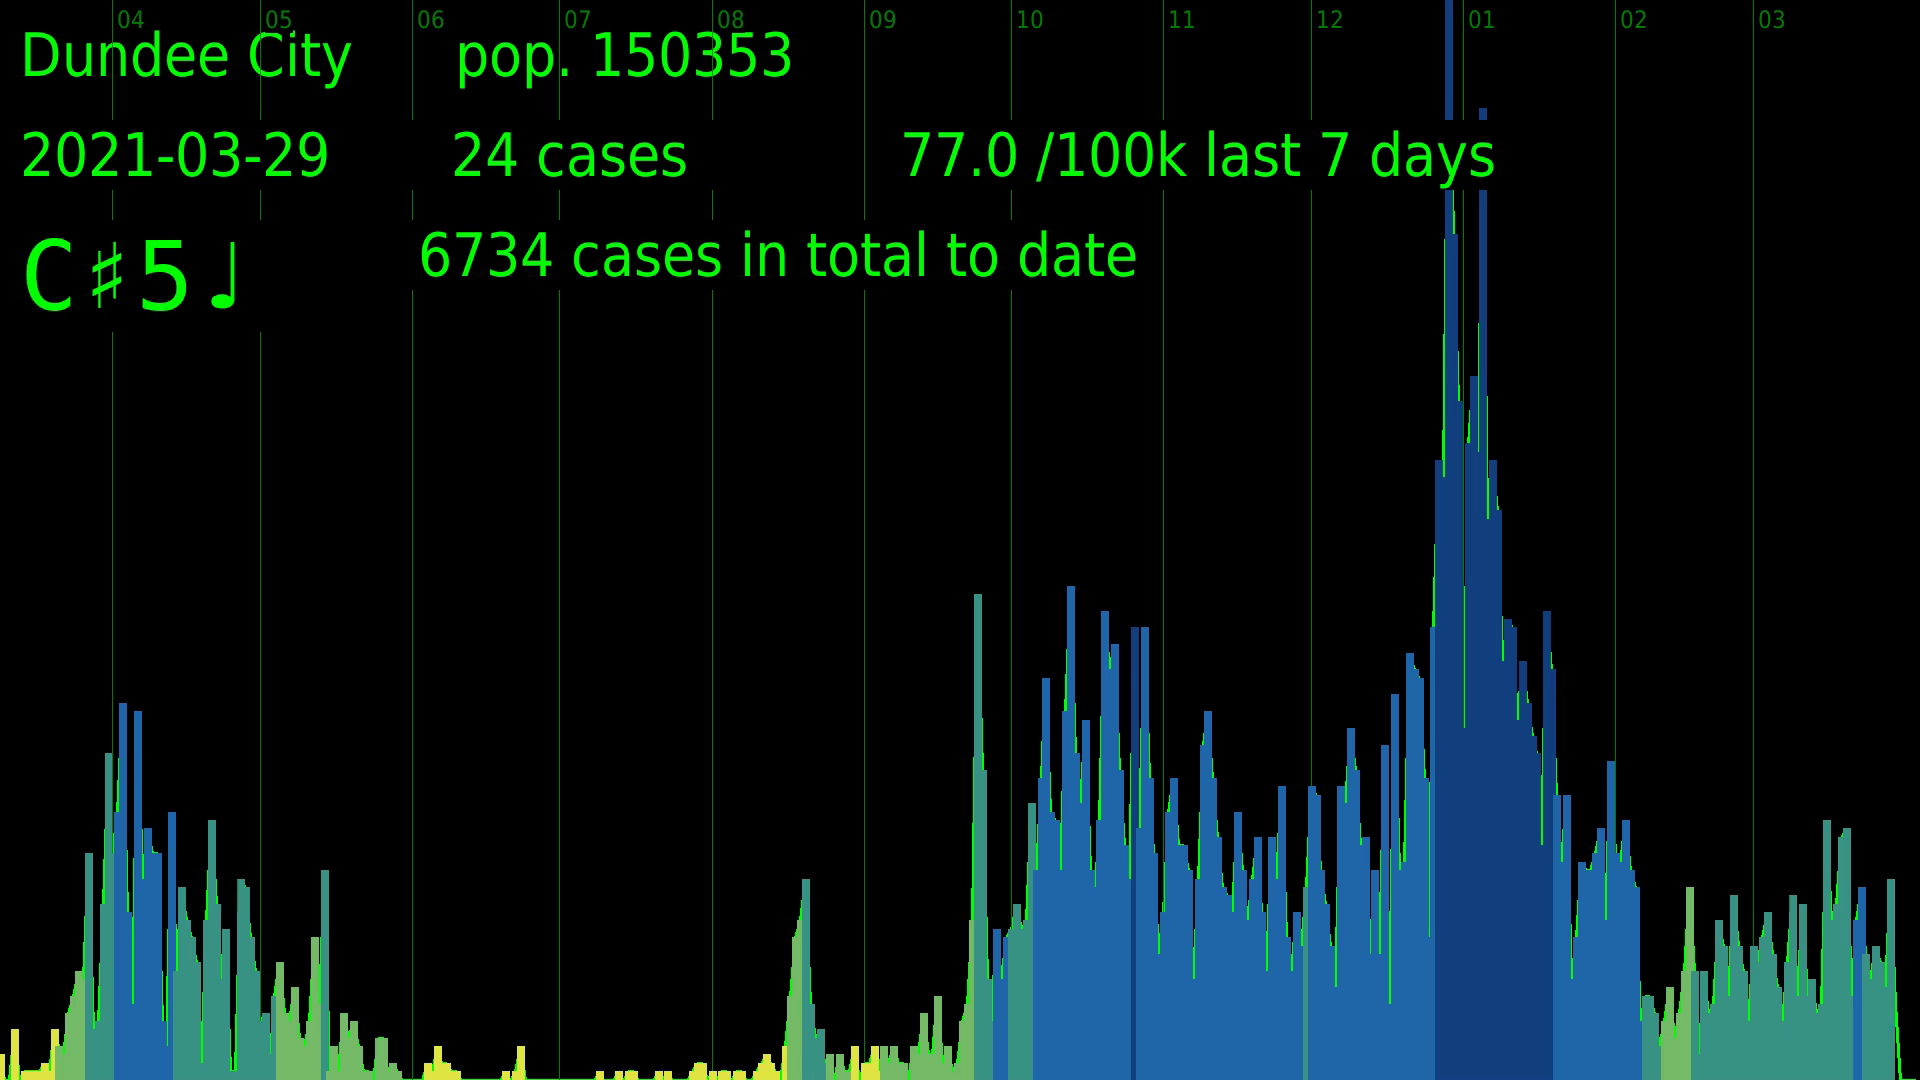 04 05 06 07 08 09 10 11 12 01 02 03
Dundee City pop. 150353
2021-03-29 24 cases 77.0 /100k last 7 days
C♯5♩ 6734 cases in total to date